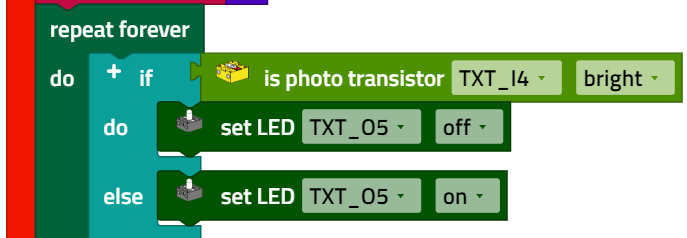 repeat forever
do + if is photo transistor TXT_I4 bright
do set LED TXT_O5 off
else set LED TXT_O5 on